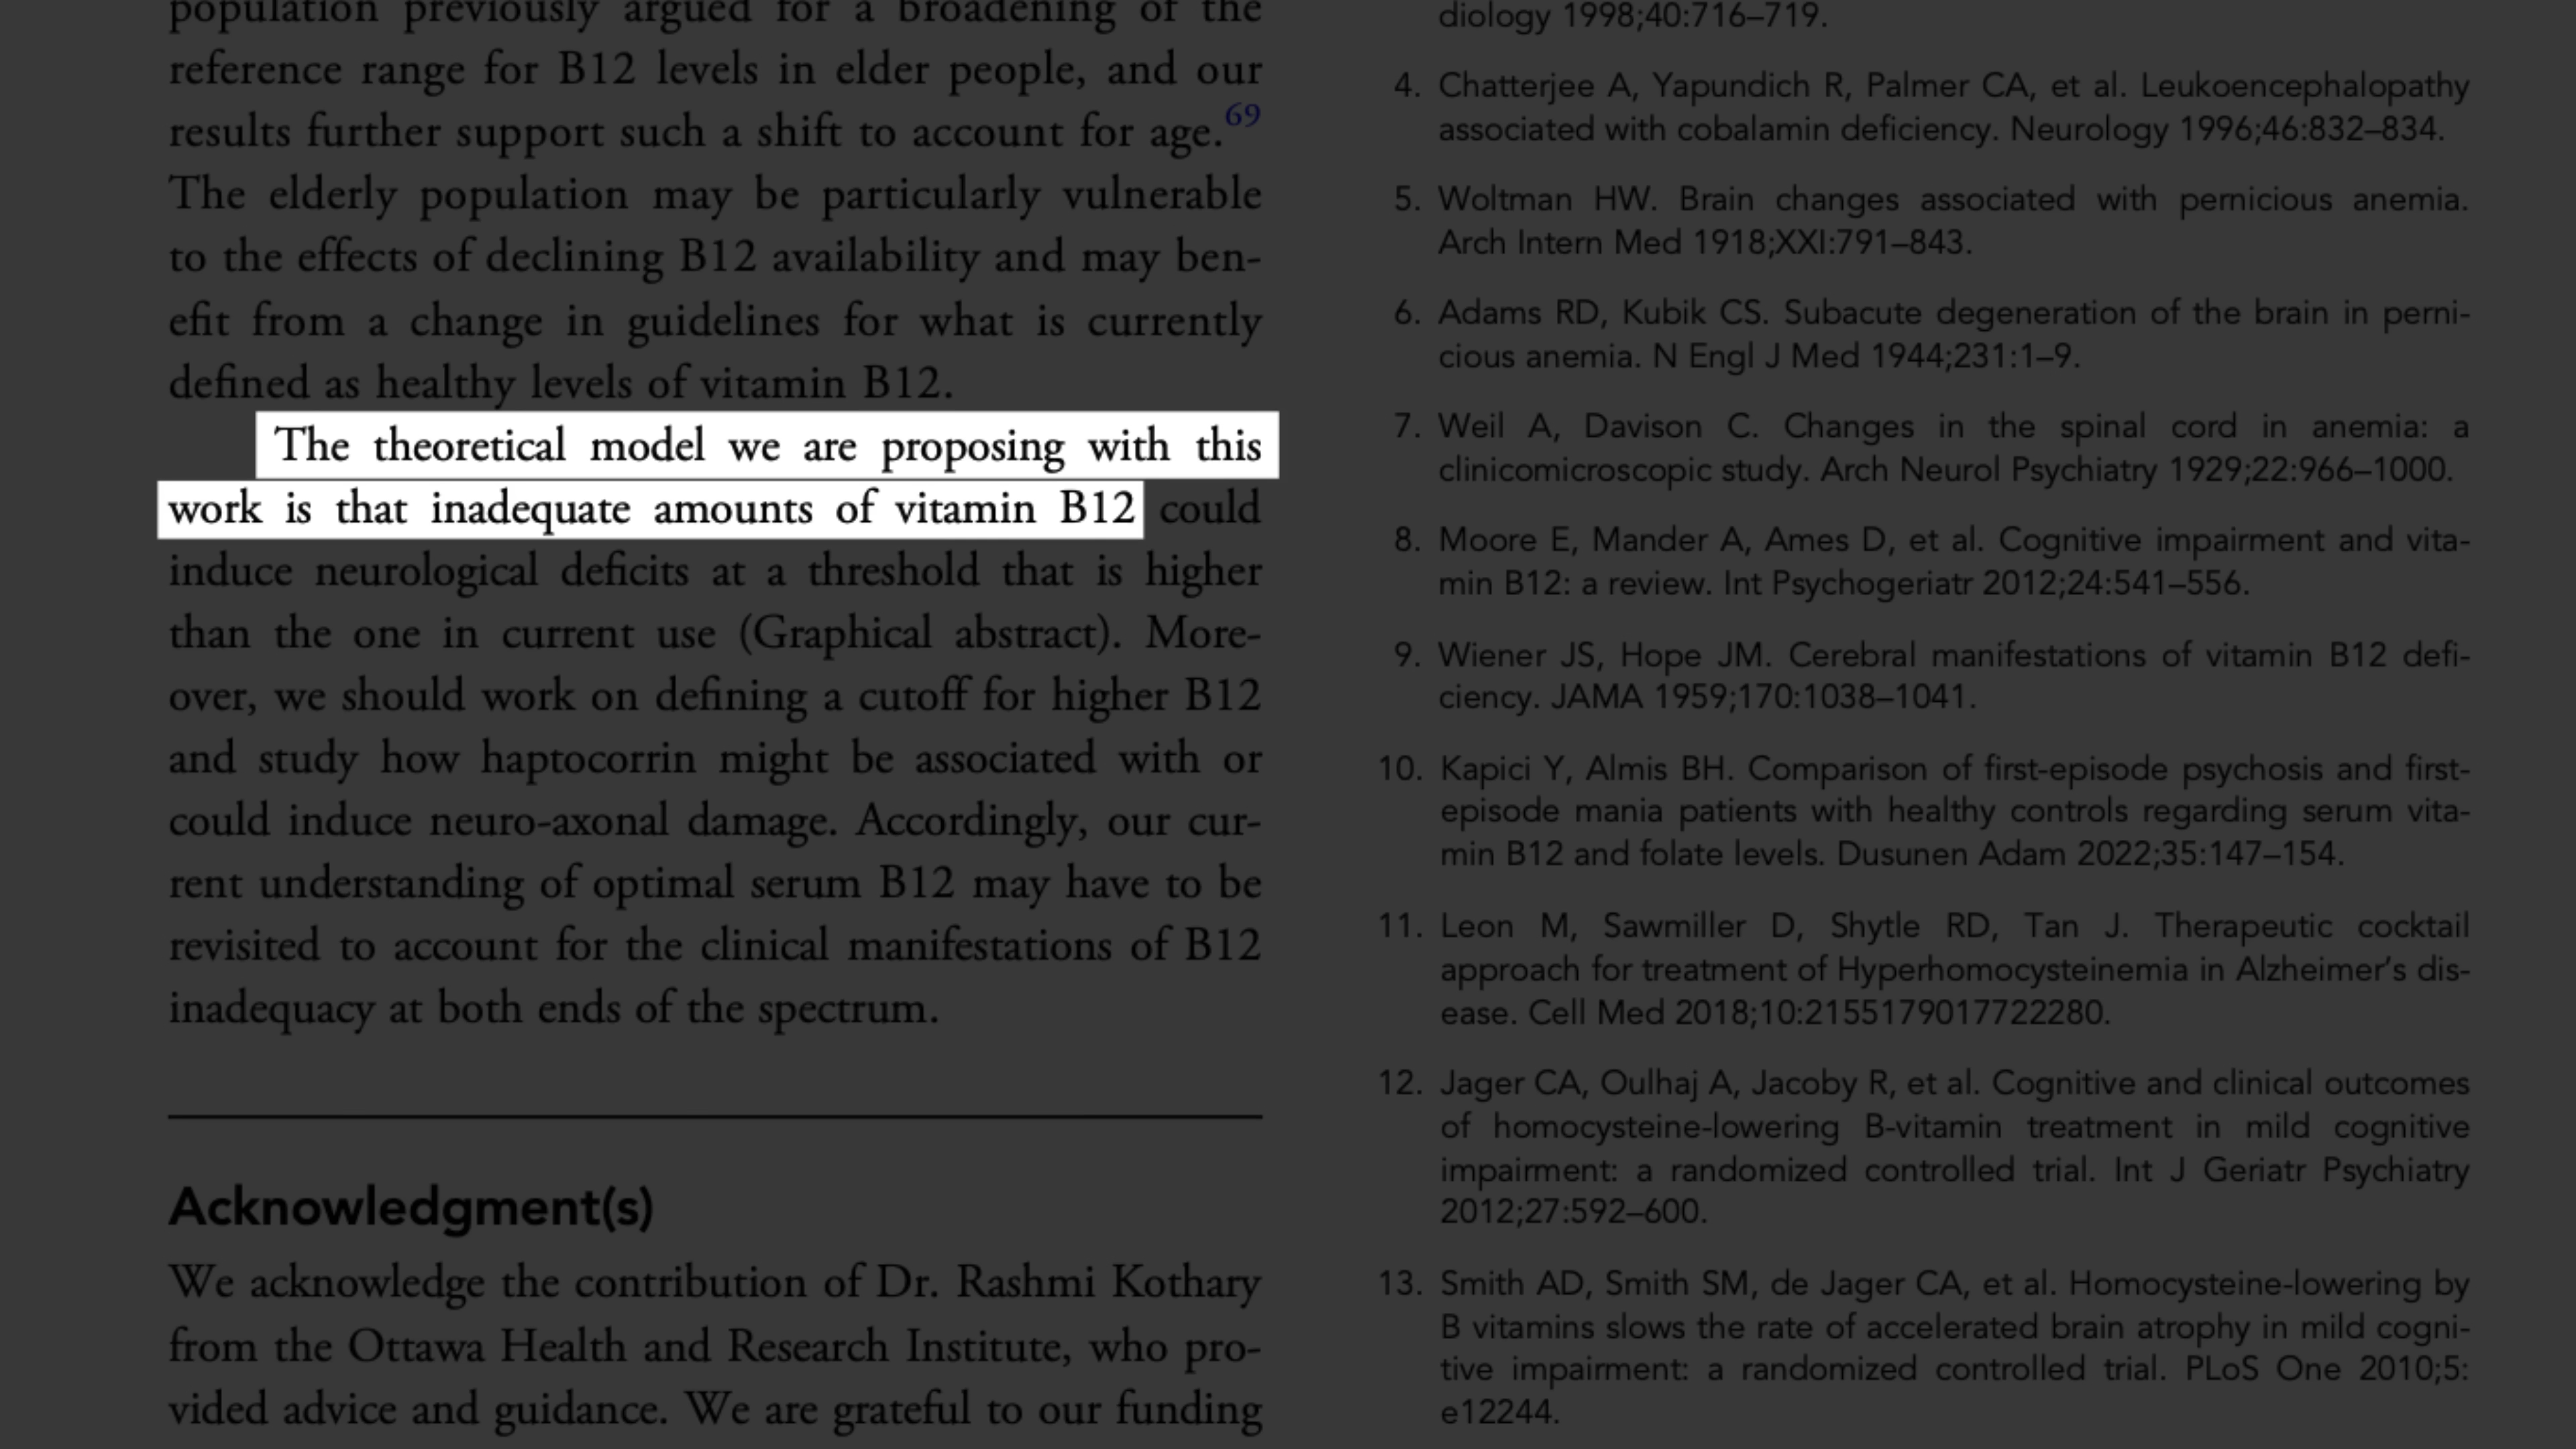 population previously argued for a broadening of the
reference range for B12 levels in elder people, and our
results further support such a shift to account for age.69
The elderly population may be particularly vulnerable
to the effects of declining B12 availability and may ben-
efit from a change in guidelines for what is currently
defined as healthy levels of vitamin B12.
The theoretical model we are proposing with this
work is that inadequate amounts of vitamin B12 could
induce neurological deficits at a threshold that is higher
than the one in current use (Graphical abstract). More-
over, we should work on defining a cutoff for higher B12
and study how haptocorrin might be associated with or
could induce neuro-axonal damage. Accordingly, our cur-
rent understanding of optimal serum B12 may have to be
revisited to account for the clinical manifestations of B12
inadequacy at both ends of the spectrum.
Acknowledgment(s)
We acknowledge the contribution of Dr. Rashmi Kothary
from the Ottawa Health and Research Institute, who pro-
vided advice and guidance. We are grateful to our funding
diology 1998;40:716–719.
4. Chatterjee A, Yapundich R, Palmer CA, et al. Leukoencephalopathy
associated with cobalamin deficiency. Neurology 1996;46:832–834.
5. Woltman HW. Brain changes associated with pernicious anemia.
Arch Intern Med 1918;XXI:791–843.
6. Adams RD, Kubik CS. Subacute degeneration of the brain in perni-
cious anemia. N Engl J Med 1944;231:1–9.
7. Weil A, Davison C. Changes in the spinal cord in anemia: a
clinicomicroscopic study. Arch Neurol Psychiatry 1929;22:966–1000.
8. Moore E, Mander A, Ames D, et al. Cognitive impairment and vita-
min B12: a review. Int Psychogeriatr 2012;24:541–556.
9. Wiener JS, Hope JM. Cerebral manifestations of vitamin B12 defi-
ciency. JAMA 1959;170:1038–1041.
10. Kapici Y, Almis BH. Comparison of first-episode psychosis and first-
episode mania patients with healthy controls regarding serum vita-
min B12 and folate levels. Dusunen Adam 2022;35:147–154.
11. Leon M, Sawmiller D, Shytle RD, Tan J. Therapeutic cocktail
approach for treatment of Hyperhomocysteinemia in Alzheimer's dis-
ease. Cell Med 2018;10:2155179017722280.
12. Jager CA, Oulhaj A, Jacoby R, et al. Cognitive and clinical outcomes
of homocysteine-lowering B-vitamin treatment in mild cognitive
impairment: a randomized controlled trial. Int J Geriatr Psychiatry
2012;27:592–600.
13. Smith AD, Smith SM, de Jager CA, et al. Homocysteine-lowering by
B vitamins slows the rate of accelerated brain atrophy in mild cogni-
tive impairment: a randomized controlled trial. PLoS One 2010;5:
e12244.